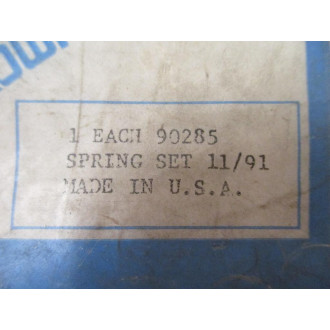 1 EACH 90285
SPRING SET 11/91
MADE IN U.S.A.